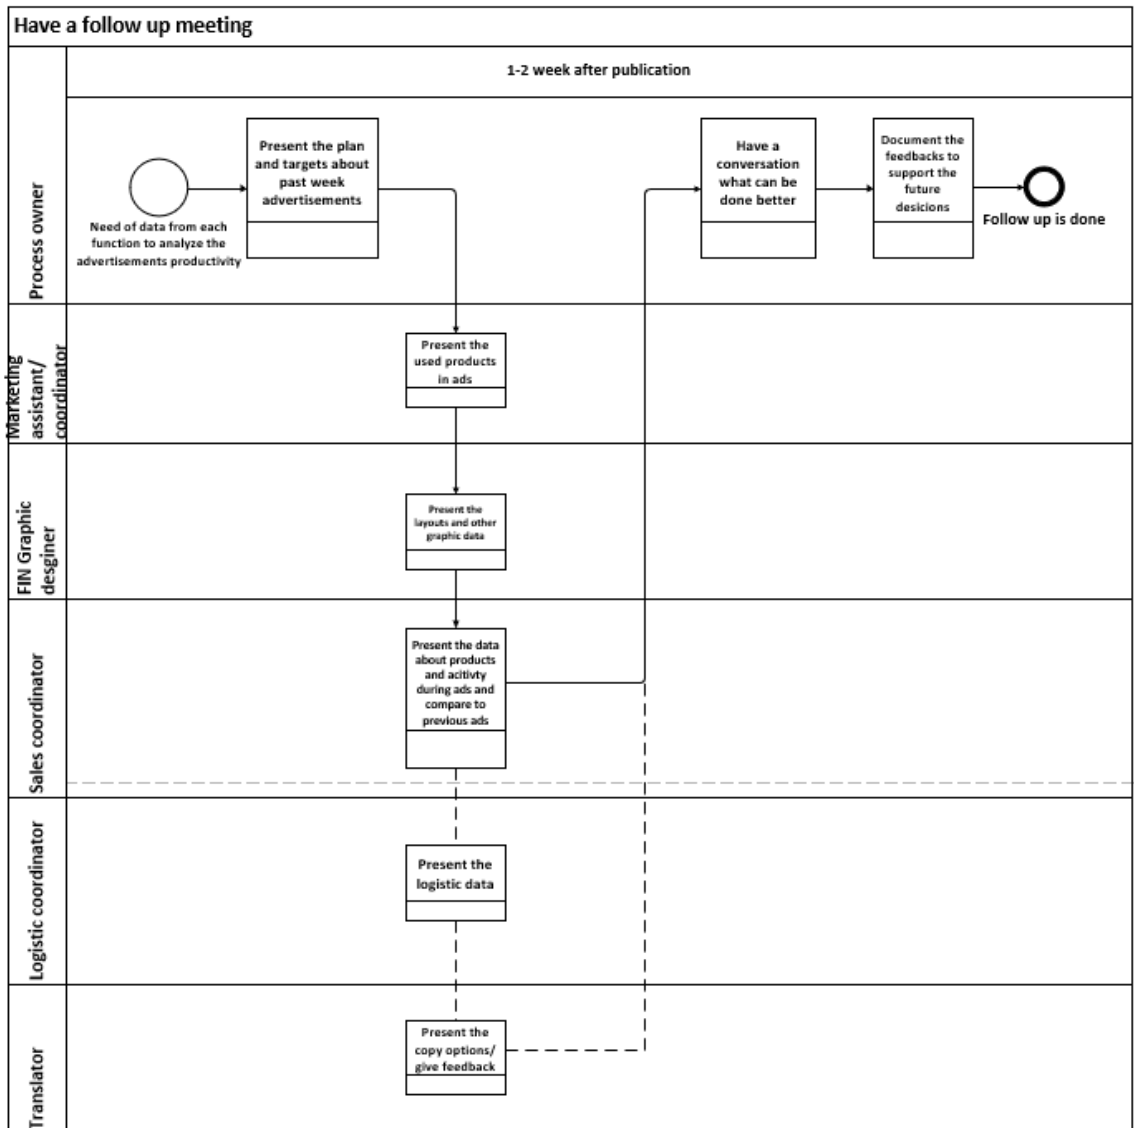 Have a follow up meeting
1-2 week after publication
Process owner
Need of data from each
function to analyze the
advertisements productivity
Present the plan
and targets about
past week
advertisements
Have a
conversation
what can be
done better
Document the
feedbacks to
support the
future
desicions
Follow up is done
Marketing
assistant/
coordinator
Present the
used products
in ads
FIN Graphic
desginer
Present the
layouts and other
graphic data
Sales coordinator
Present the data
about products
and acitivty
during ads and
compare to
previous ads
Logistic coordinator
Present the
logistic data
Translator
Present the
copy options/
give feedback